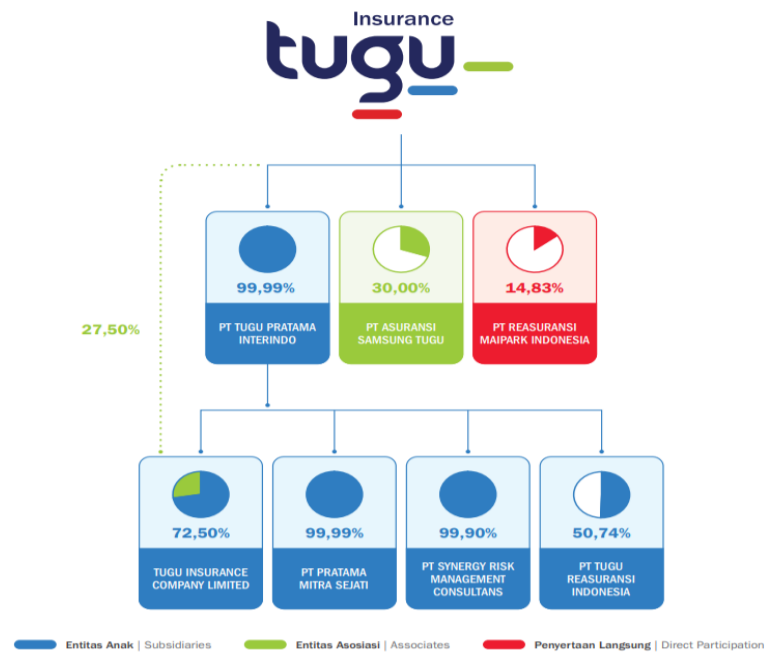 Insurance
tugu
99,99%
PT TUGU PRATAMA
INTERINDO
30,00%
PT ASURANSI
SAMSUNG TUGU
14,83%
PT REASURANSI
MAIPARK INDONESIA
27,50%
72,50%
TUGU INSURANCE
COMPANY LIMITED
99,99%
PT PRATAMA
MITRA SEJATI
99,90%
PT SYNERGY RISK
MANAGEMENT
CONSULTANS
50,74%
PT TUGU
REASURANSI
INDONESIA
Entitas Anak | Subsidiaries
Entitas Asosiasi | Associates
Penyertaan Langsung | Direct Participation